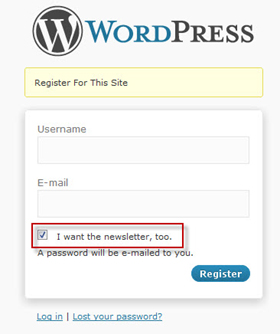 WORDPRESS
Register For This Site
Username
E-mail
I want the newsletter, too.
A password will be e-mailed to you.
Register
Log in | Lost your password?